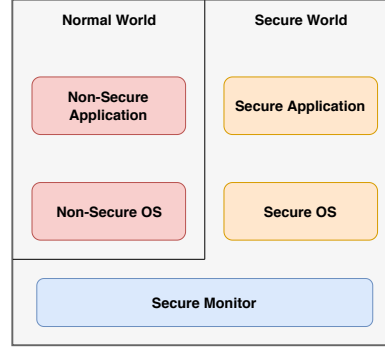 Normal World
Secure World
Non-Secure
Application
Secure Application
Non-Secure OS
Secure OS
Secure Monitor